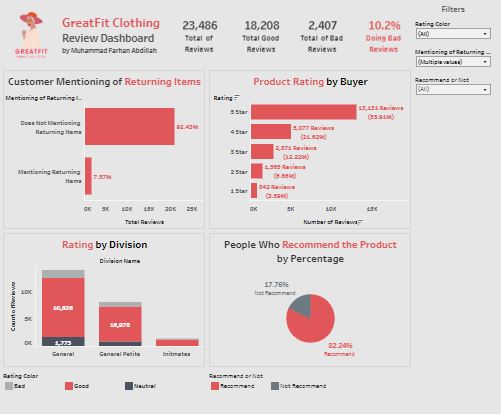 GREATFIT
GreatFit Clothing
Review Dashboard
by Muhammad Farhan Abdillah
23,486
Total of
Reviews
18,208
Total Good
Reviews
2,407
Total of Bad
Reviews
10.2%
Doing Bad
Reviews
Filters
Rating Color
(All)
Mentioning of Returning ...
(Multiple values)
Recommend or Not
(All)
Customer Mentioning of Returning Items
Mentioning of Returning I..
Does Not Mentioning
Returning Items
92.43%
Mentioning Returning
Items
7.57%
0K 5K 10K 15K 20K 25K
Total Reviews
Product Rating by Buyer
Rating
5 Star
15,131 Reviews
(55.91%)
4 Star
5,077 Reviews
(21.62%)
3 Star
2,871 Reviews
(12.22%)
2 Star
1,565 Reviews
(6.66%)
1 Star
842 Reviews
(3.59%)
0K 5K 10K 15K
Number of Reviews
Rating by Division
Division Name
Count of Reviews
10K
5K
0K
10,826
1,773
16,978
General
General Petite
Initmates
People Who Recommend the Product
by Percentage
17.76%
Not Recommend
82.24%
Recommend
Rating Color
Bad
Good
Neutral
Recommend or Not
Recommend
Not Recommend